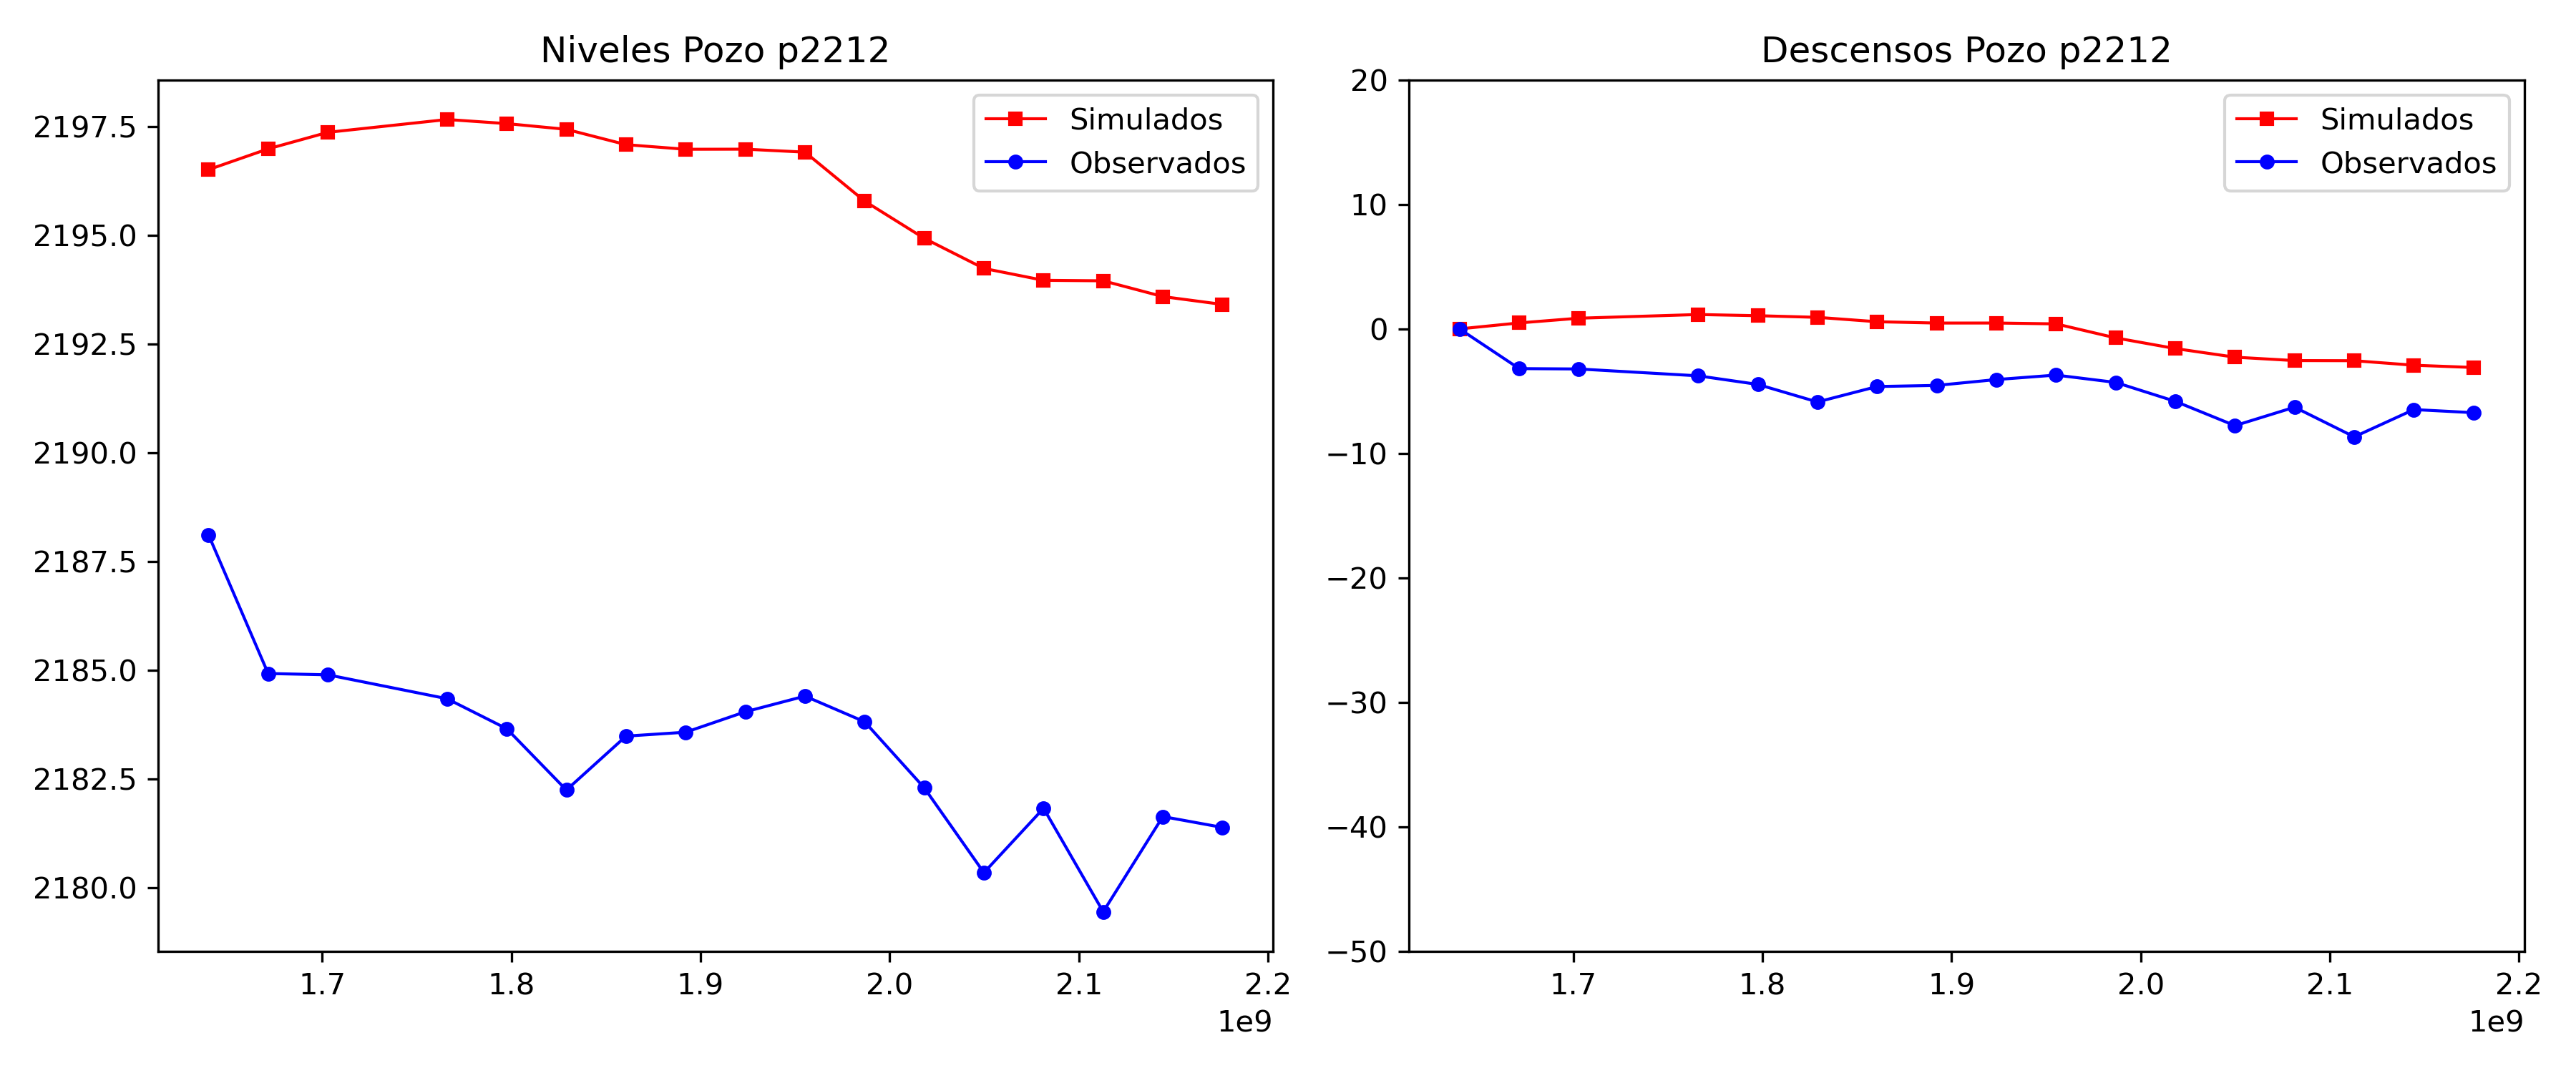 Niveles Pozo p2212
2197.5
2195.0
2192.5
2190.0
2187.5
2185.0
2182.5
2180.0
Simulados
Observados
1.7 1.8 1.9 2.0 2.1 2.2
1e9
Descensos Pozo p2212
20
10
0
−10
−20
−30
−40
−50
Simulados
Observados
1.7 1.8 1.9 2.0 2.1 2.2
1e9